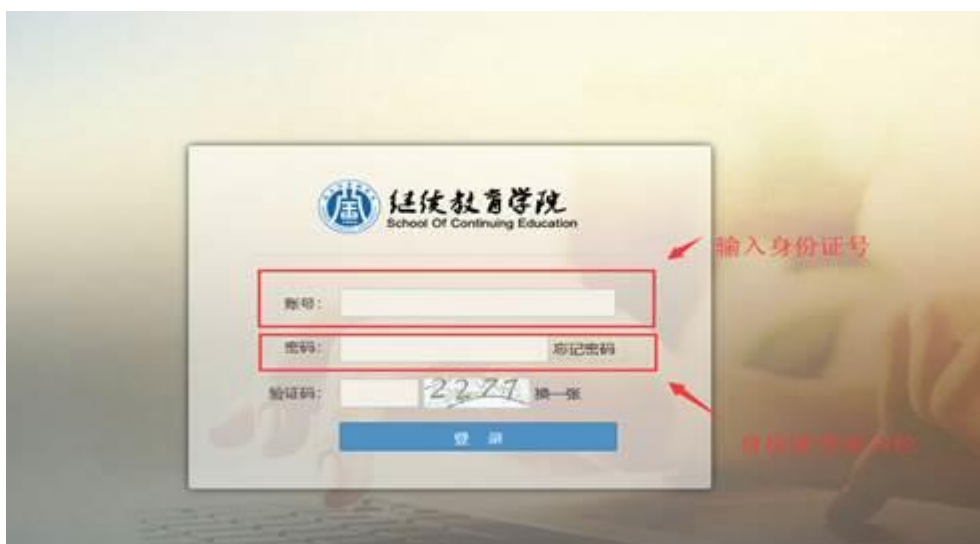 继续教育学院
School Of Continuing Education
输入身份证号
账号:
密码: 忘记密码
验证码: 2271 换一张
登 录